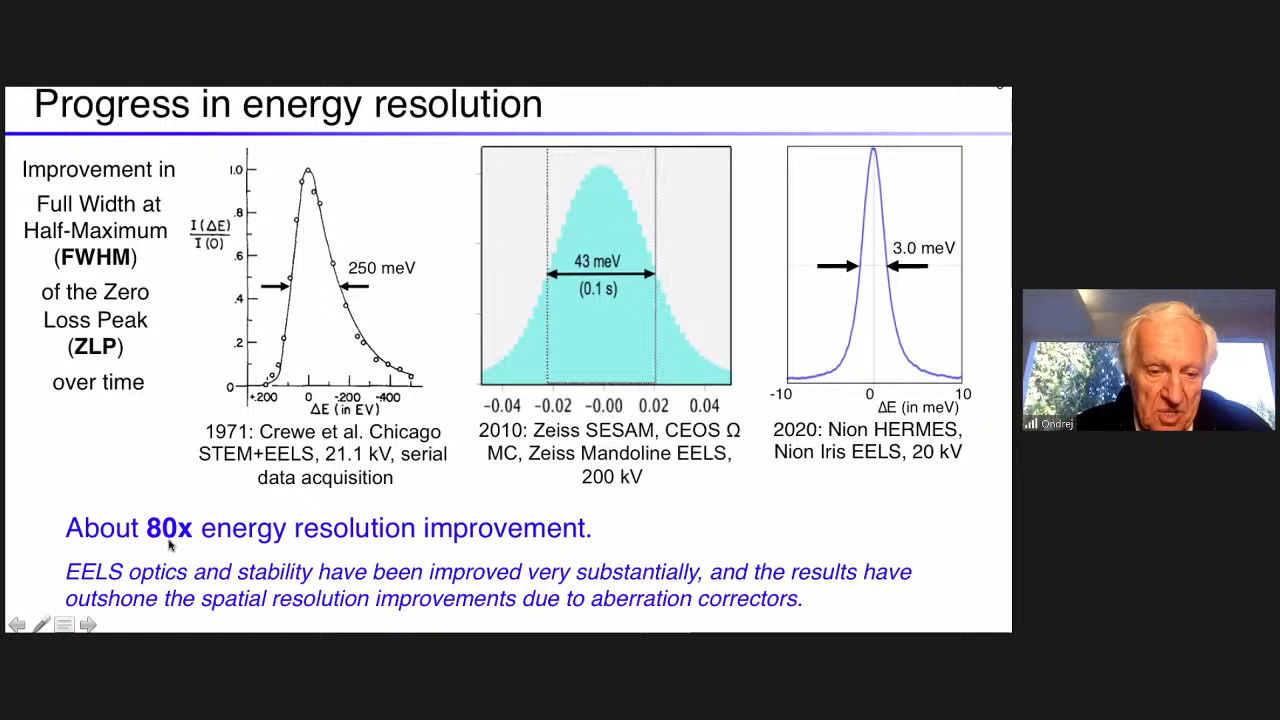 Progress in energy resolution
Improvement in
Full Width at
Half-Maximum
(FWHM)
of the Zero
Loss Peak
(ZLP)
over time
I(ΔE)
I(O)
1.0
.8
.6
.4
.2
0
250 meV
+.200 0 -.200 -.400
ΔE (in EV)
1971: Crewe et al. Chicago
STEM+EELS, 21.1 kV, serial
data acquisition
43 meV
(0.1 s)
−0.04 −0.02 −0.00 0.02 0.04
2010: Zeiss SESAM, CEOS Ω
MC, Zeiss Mandoline EELS,
200 kV
3.0 meV
-10 0 10
ΔE (in meV)
2020: Nion HERMES,
Nion Iris EELS, 20 kV
About 80x energy resolution improvement.
EELS optics and stability have been improved very substantially, and the results have
outshone the spatial resolution improvements due to aberration correctors.
Ondrej